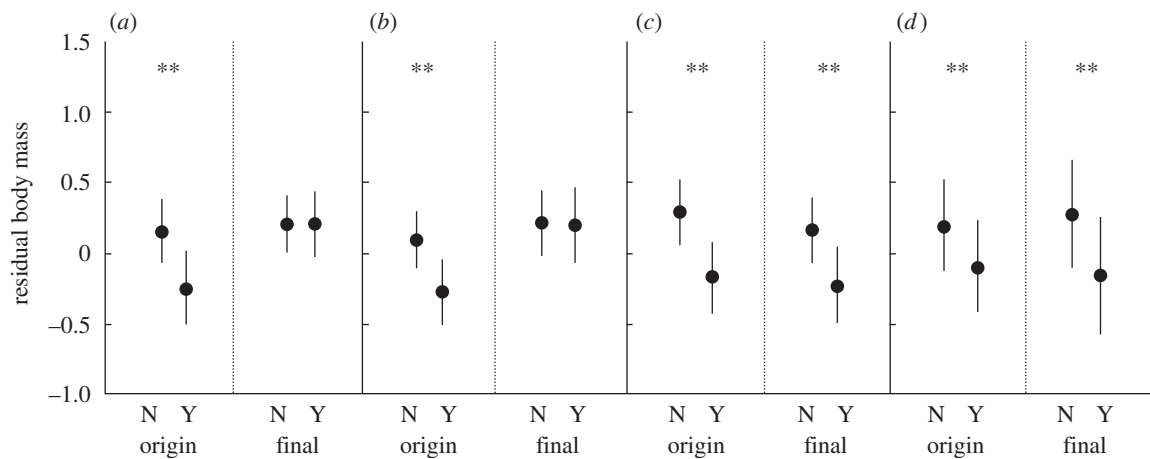 (a) (b) (c) (d)
1.5
** ** ** ** ** **
1.0
0.5
0
–0.5
–1.0
residual body mass
N Y N Y N Y N Y N Y N Y N Y N Y
origin final origin final origin final origin final